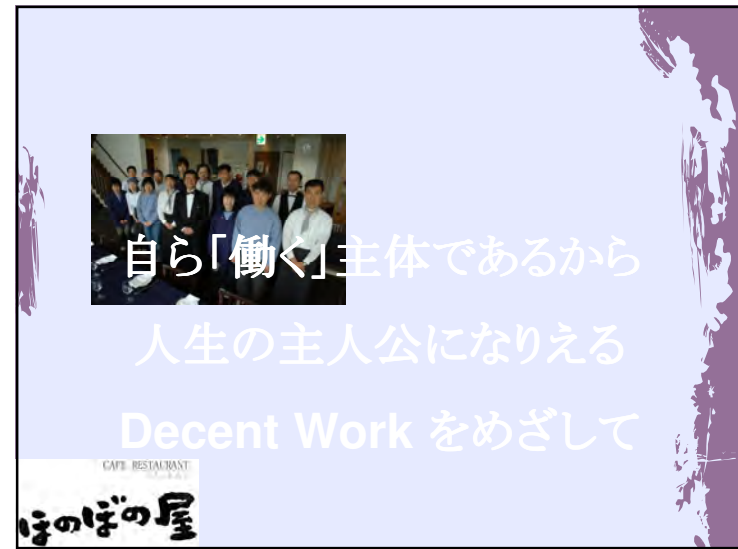 自ら「働く」主体であるから
人生の主人公になりえる
Decent Work をめざして
CAFE RESTAURANT
ほのぼの屋